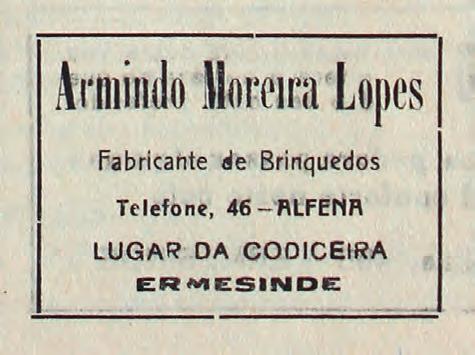 Armindo Moreira Lopes
Fabricante de Brinquedos
Telefone, 46 – ALFENA
LUGAR DA CODICEIRA
ERMESINDE